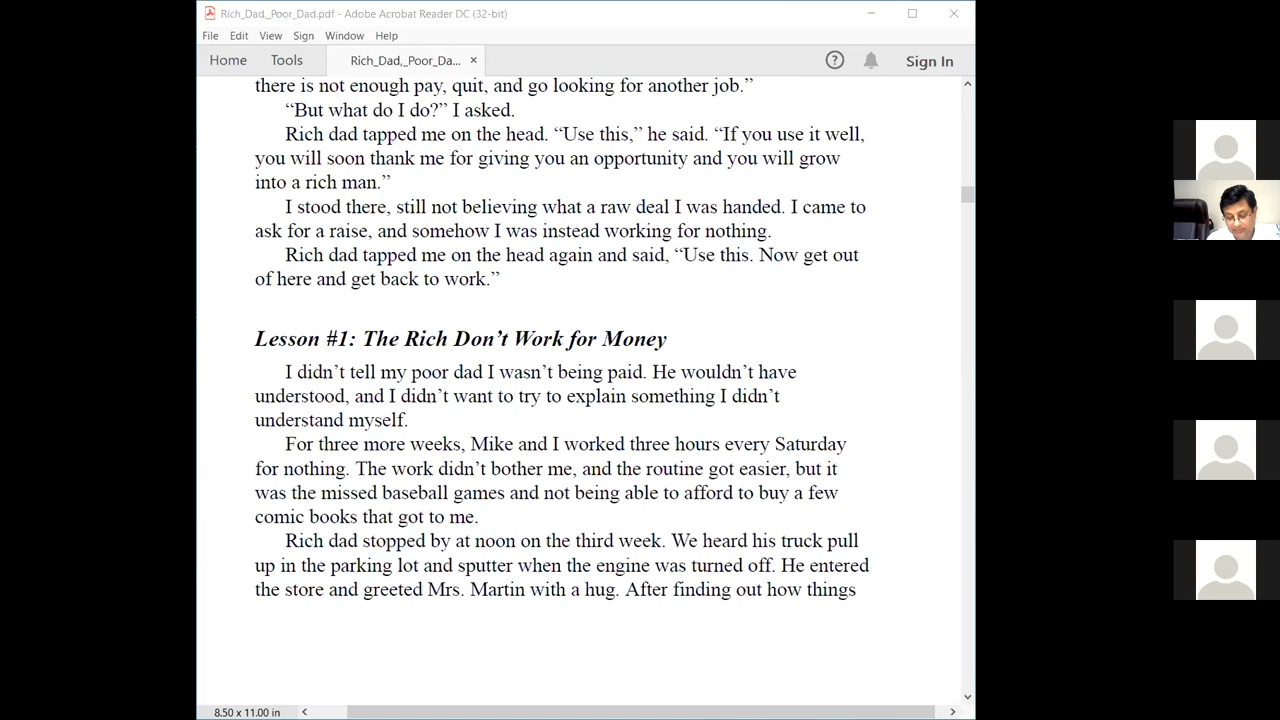 Rich_Dad,_Poor_Dad.pdf - Adobe Acrobat Reader DC (32-bit)
File Edit View Sign Window Help
Home Tools Rich_Dad,_Poor_Da... × Sign In
there is not enough pay, quit, and go looking for another job.”
“But what do I do?” I asked.
Rich dad tapped me on the head. “Use this,” he said. “If you use it well,
you will soon thank me for giving you an opportunity and you will grow
into a rich man.”
I stood there, still not believing what a raw deal I was handed. I came to
ask for a raise, and somehow I was instead working for nothing.
Rich dad tapped me on the head again and said, “Use this. Now get out
of here and get back to work.”
Lesson #1: The Rich Don’t Work for Money
I didn’t tell my poor dad I wasn’t being paid. He wouldn’t have
understood, and I didn’t want to try to explain something I didn’t
understand myself.
For three more weeks, Mike and I worked three hours every Saturday
for nothing. The work didn’t bother me, and the routine got easier, but it
was the missed baseball games and not being able to afford to buy a few
comic books that got to me.
Rich dad stopped by at noon on the third week. We heard his truck pull
up in the parking lot and sputter when the engine was turned off. He entered
the store and greeted Mrs. Martin with a hug. After finding out how things
8.50 x 11.00 in